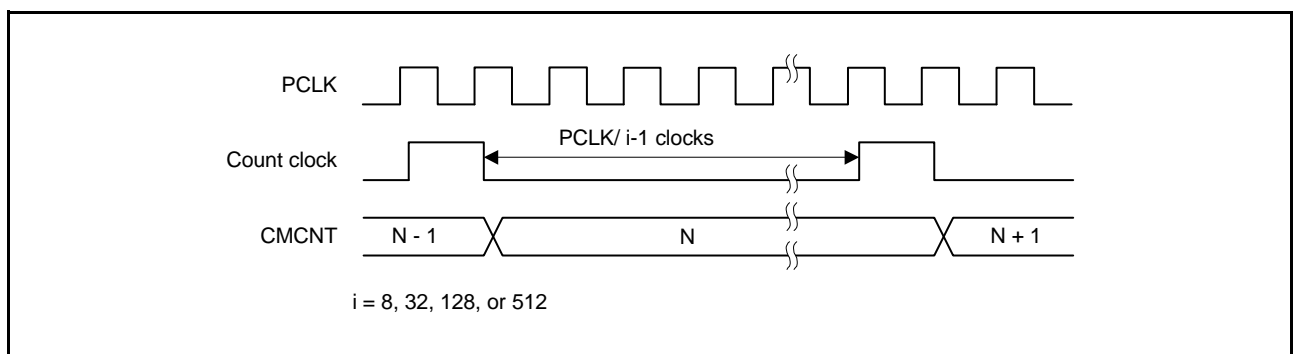 PCLK
PCLK/ i-1 clocks
Count clock
CMCNT N - 1 N N + 1
i = 8, 32, 128, or 512